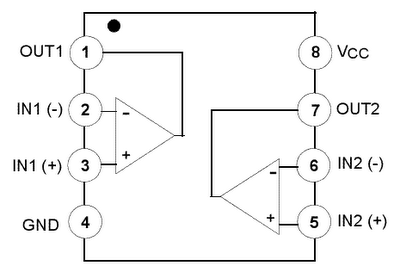 OUT1 1 8 VCC
IN1 (-) 2 - 7 OUT2
IN1 (+) 3 + - 6 IN2 (-)
GND 4 + 5 IN2 (+)